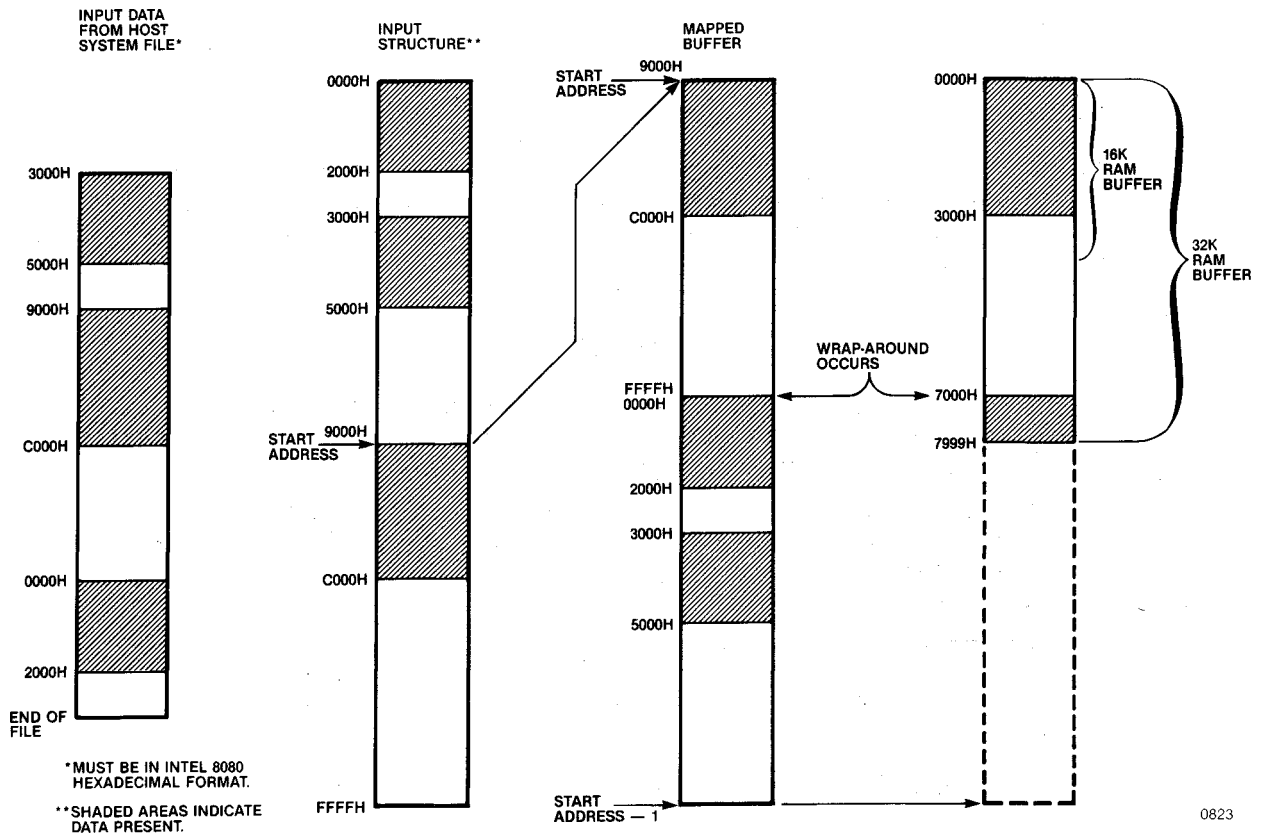 INPUT DATA
FROM HOST
SYSTEM FILE*
3000H
5000H
9000H
C000H
0000H
2000H
END OF
FILE
*MUST BE IN INTEL 8080
HEXADECIMAL FORMAT.
**SHADED AREAS INDICATE
DATA PRESENT.
INPUT
STRUCTURE**
0000H
2000H
3000H
5000H
9000H
START
ADDRESS
C000H
FFFFH
MAPPED
BUFFER
9000H
START
ADDRESS
C000H
FFFFH
0000H
2000H
3000H
5000H
START
ADDRESS — 1
WRAP-AROUND
OCCURS
0000H
3000H
7000H
7999H
16K
RAM
BUFFER
32K
RAM
BUFFER
0823